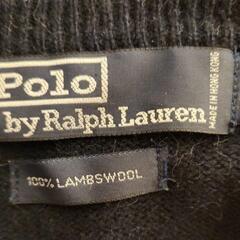 Polo
by Ralph Lauren
MADE IN HONG KONG
100% LAMBSWOOL